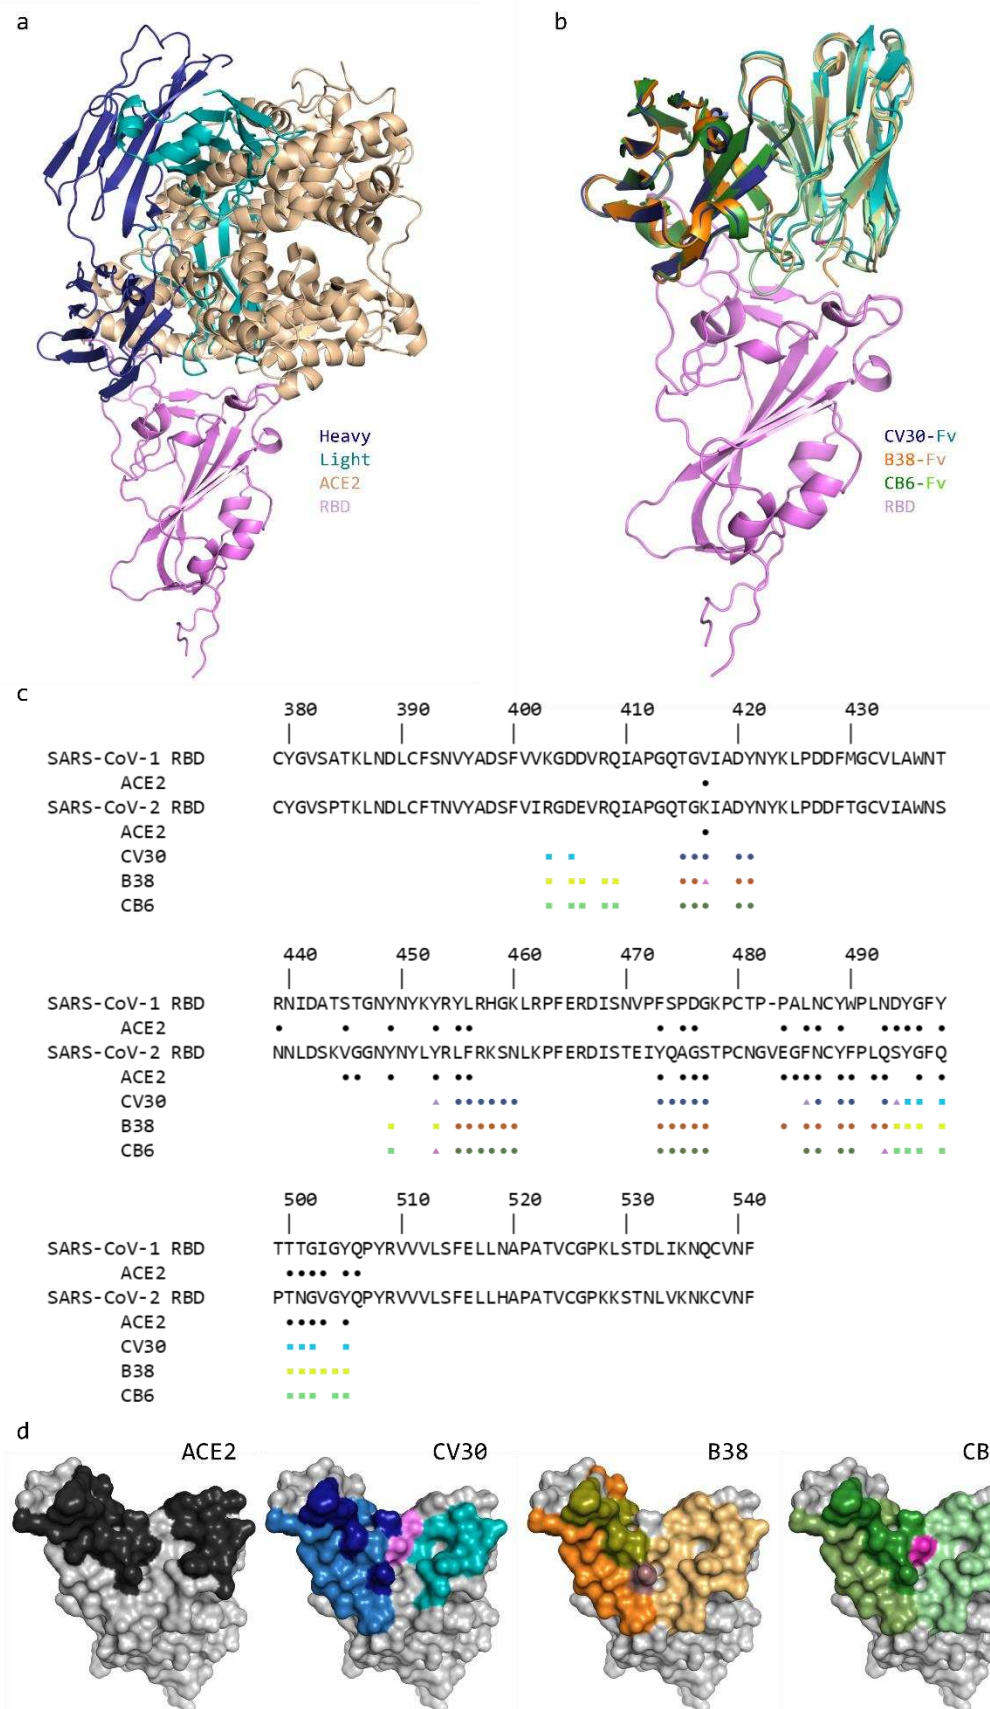 a
b
Heavy
Light
ACE2
RBD
CV30-Fv
B38-Fv
CB6-Fv
RBD
c
380 390 400 410 420 430
SARS-CoV-1 RBD CYGVSATKLNDLCFSNVYADSFVVKGDDVRQIAPGQTGVIADYNYKLPDDFMGCVLAWNT
ACE2
SARS-CoV-2 RBD CYGVSPTKLNDLCFTNVYADSFVIRGDEVRQIAPGQTGKIADYNYKLPDDFTGCVIAWNS
ACE2
CV30
B38
CB6
440 450 460 470 480 490
SARS-CoV-1 RBD RNIDATSTGNYNYKYRYLRHGKLRPFERDISNVPFSPDGKPCTP-PALNCYWPLNDYGFY
ACE2
SARS-CoV-2 RBD NNLDSKVGGNYNYLYRLFRKSNLKPFERDISTEIYQAGSTPCNGVEGFNCYFPLQSYGFQ
ACE2
CV30
B38
CB6
500 510 520 530 540
SARS-CoV-1 RBD TTTGIGYQPYRVVVLSFELLNAPATVCGPKLSTDLIKNQCVNF
ACE2
SARS-CoV-2 RBD PTNGVGYQPYRVVVLSFELLHAPATVCGPKKSTNLVKNKCVNF
ACE2
CV30
B38
CB6
d
ACE2
CV30
B38
CB